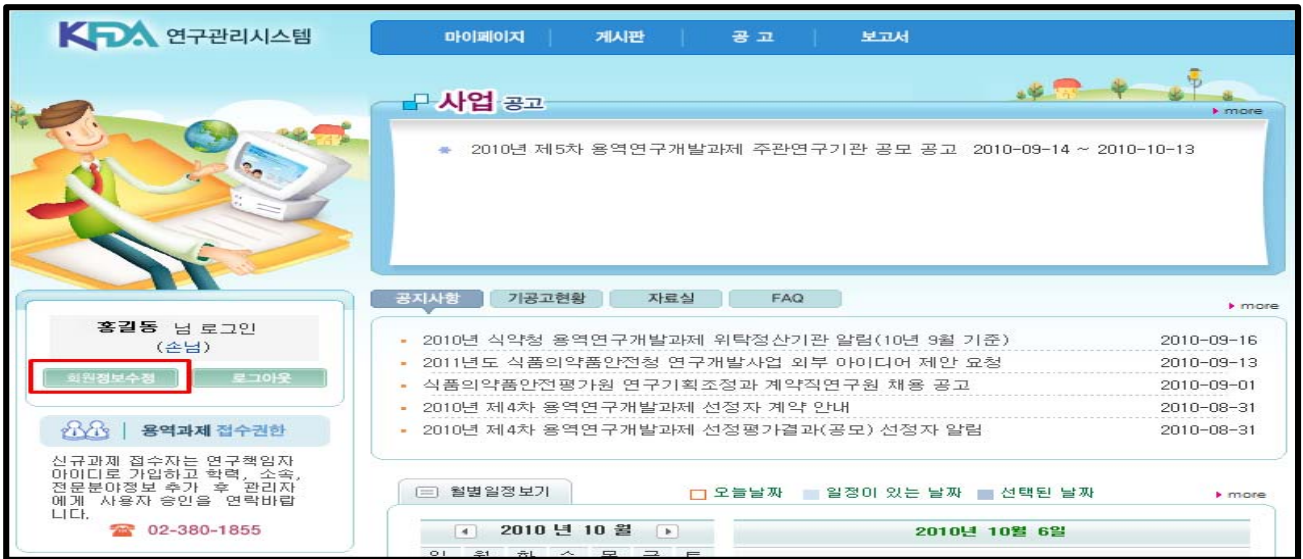 KFDA 연구관리시스템
마이페이지 게시판 공 고 보고서
사업 공고
more
2010년 제5차 용역연구개발과제 주관연구기관 공모 공고 2010-09-14 ~ 2010-10-13
홍길동 님 로그인
(손님)
회원정보수정 로그아웃
용역과제 접수권한
신규과제 접수자는 연구책임자
아이디로 가입하고 학력, 소속,
전문분야정보 추가 후 관리자
에게 사용자 승인을 연락바랍
니다.
02-380-1855
공지사항 기공고현황 자료실 FAQ
more
2010년 식약청 용역연구개발과제 위탁정산기관 알림(10년 9월 기준) 2010-09-16
2011년도 식품의약품안전청 연구개발사업 외부 아이디어 제안 요청 2010-09-13
식품의약품안전평가원 연구기획조정과 계약직연구원 채용 공고 2010-09-01
2010년 제4차 용역연구개발과제 선정자 계약 안내 2010-08-31
2010년 제4차 용역연구개발과제 선정평가결과(공모) 선정자 알림 2010-08-31
월별일정보기 오늘날짜 일정이 있는 날짜 선택된 날짜 more
2010 년 10 월 2010년 10월 6일
일 월 화 수 목 금 토